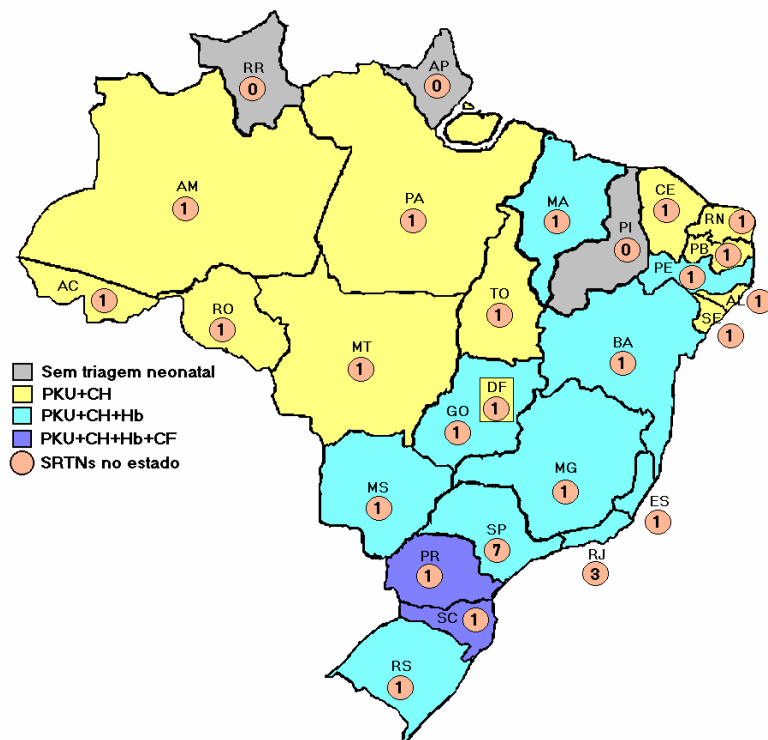 RR
0
AP
0
AM
1
PA
1
MA
1
PI
0
CE
1
RN
1
PB
1
PE
1
AL
1
SE
1
AC
1
RO
1
TO
1
MT
1
BA
1
DF
1
GO
1
MG
1
ES
1
MS
1
SP
7
RJ
3
PR
1
SC
1
RS
1
Sem triagem neonatal
PKU+CH
PKU+CH+Hb
PKU+CH+Hb+CF
SRTNs no estado